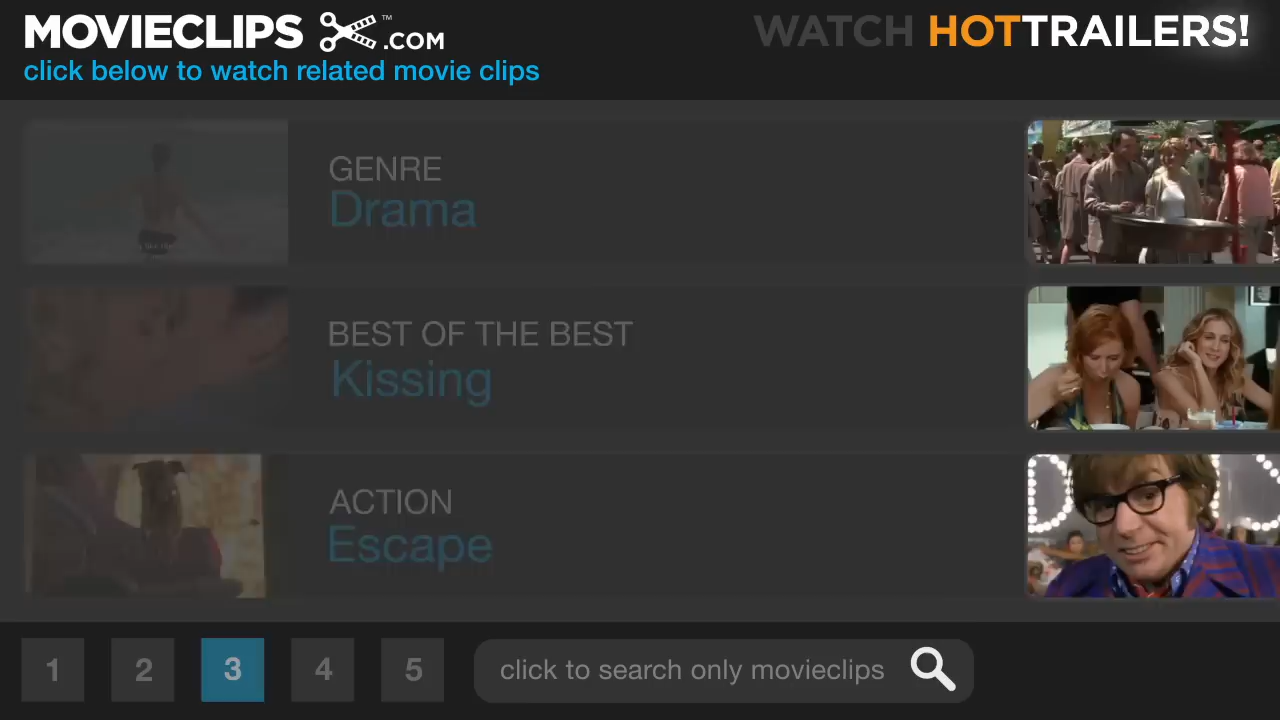 MOVIECLIPS ™ .COM
WATCH HOTTRAILERS!
click below to watch related movie clips
GENRE
Drama
BEST OF THE BEST
Kissing
ACTION
Escape
1 2 3 4 5
click to search only movieclips